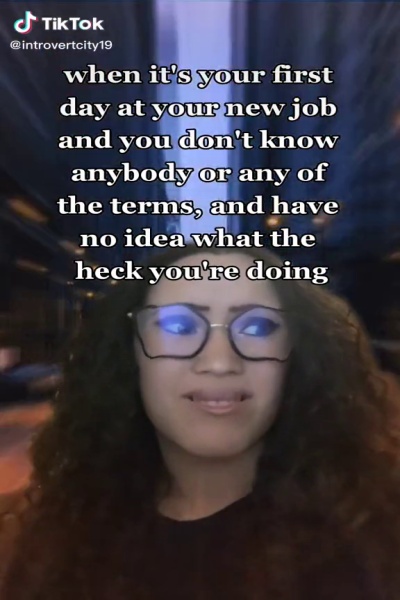 TikTok
@introvertcity19
when it's your first
day at your new job
and you don't know
anybody or any of
the terms, and have
no idea what the
heck you're doing